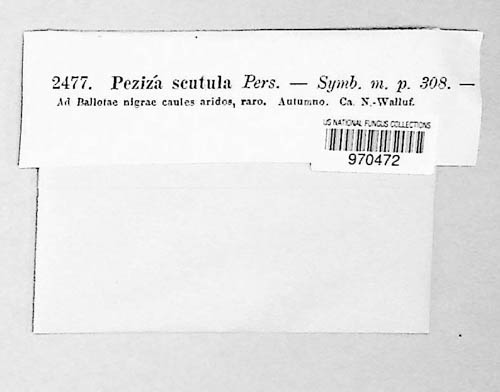 2477. Peziza scutula Pers. — Symb. m. p. 308. —
Ad Ballotae nigrae caules aridos, raro. Autumno. Ca. N.-Walluf.
US NATIONAL FUNGUS COLLECTIONS
970472